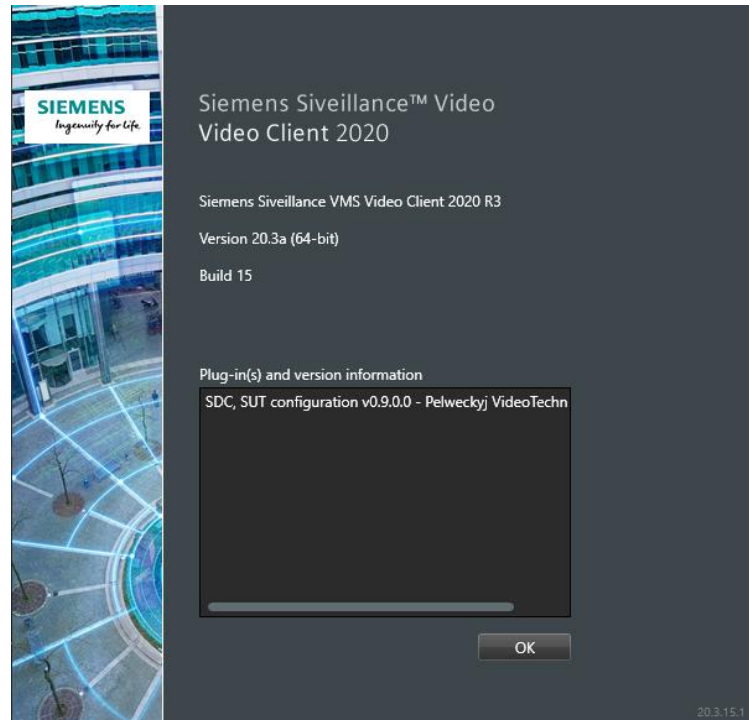 SIEMENS
Ingenuity for life
Siemens Siveillance™ Video
Video Client 2020
Siemens Siveillance VMS Video Client 2020 R3
Version 20.3a (64-bit)
Build 15
Plug-in(s) and version information
SDC, SUT configuration v0.9.0.0 - Pelweckyj VideoTechn
OK
20.3.15.1